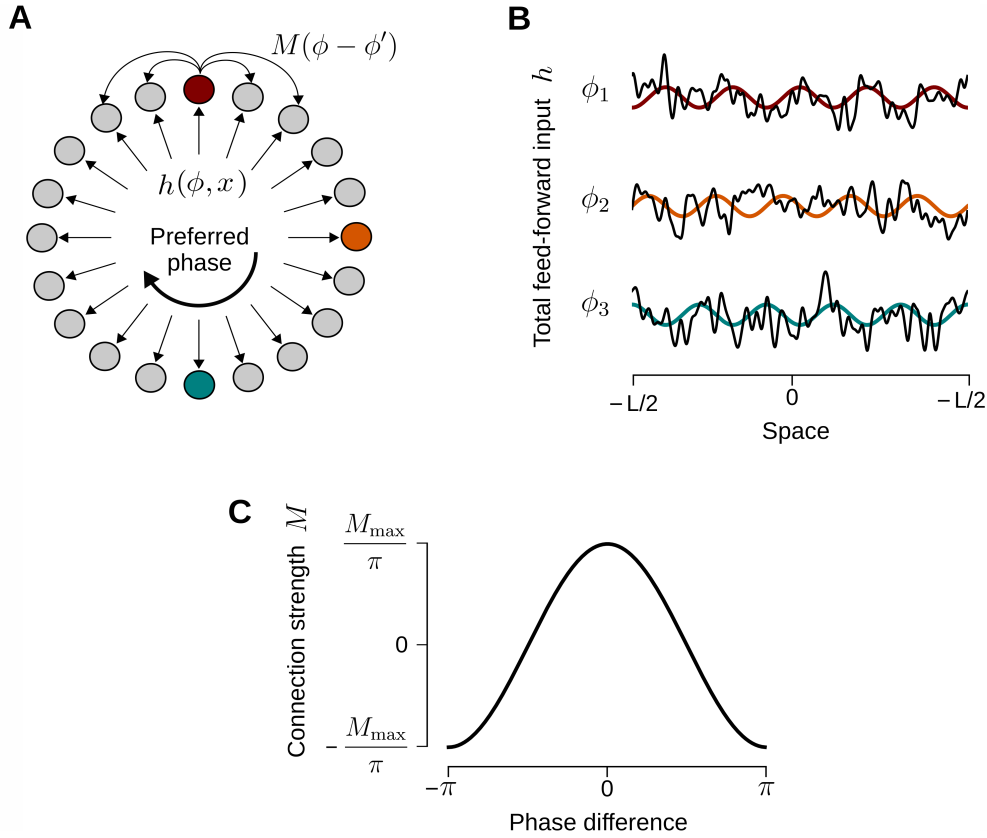 A
M(ϕ − ϕ′)
h(ϕ, x)
Preferred
phase
B
Total feed-forward input h
ϕ1
ϕ2
ϕ3
−L/2
0
−L/2
Space
C
Connection strength M
Mmax
π
0
− Mmax
π
−π
0
π
Phase difference